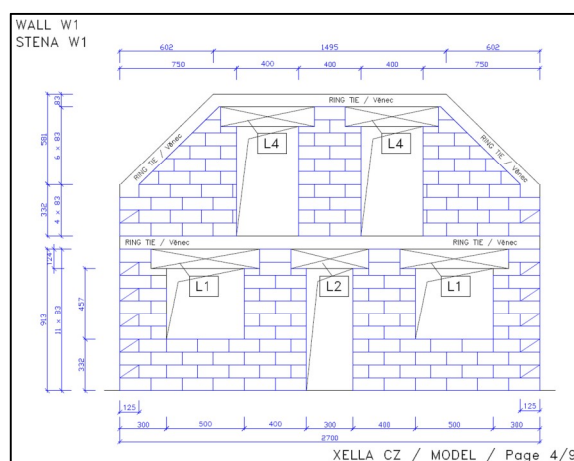 WALL W1
STENA W1
602 1495 602
750 400 400 400 750
RING TIE / Věnec
RING TIE / Věnec
RING TIE / Věnec
83
581
6 × 83
L4 L4
332
4 × 83
RING TIE / Věnec RING TIE / Věnec
124
L1 L2 L1
913
11 × 83
457
332
125 125
300 500 400 300 400 500 300
2700
XELLA CZ / MODEL / Page 4/9